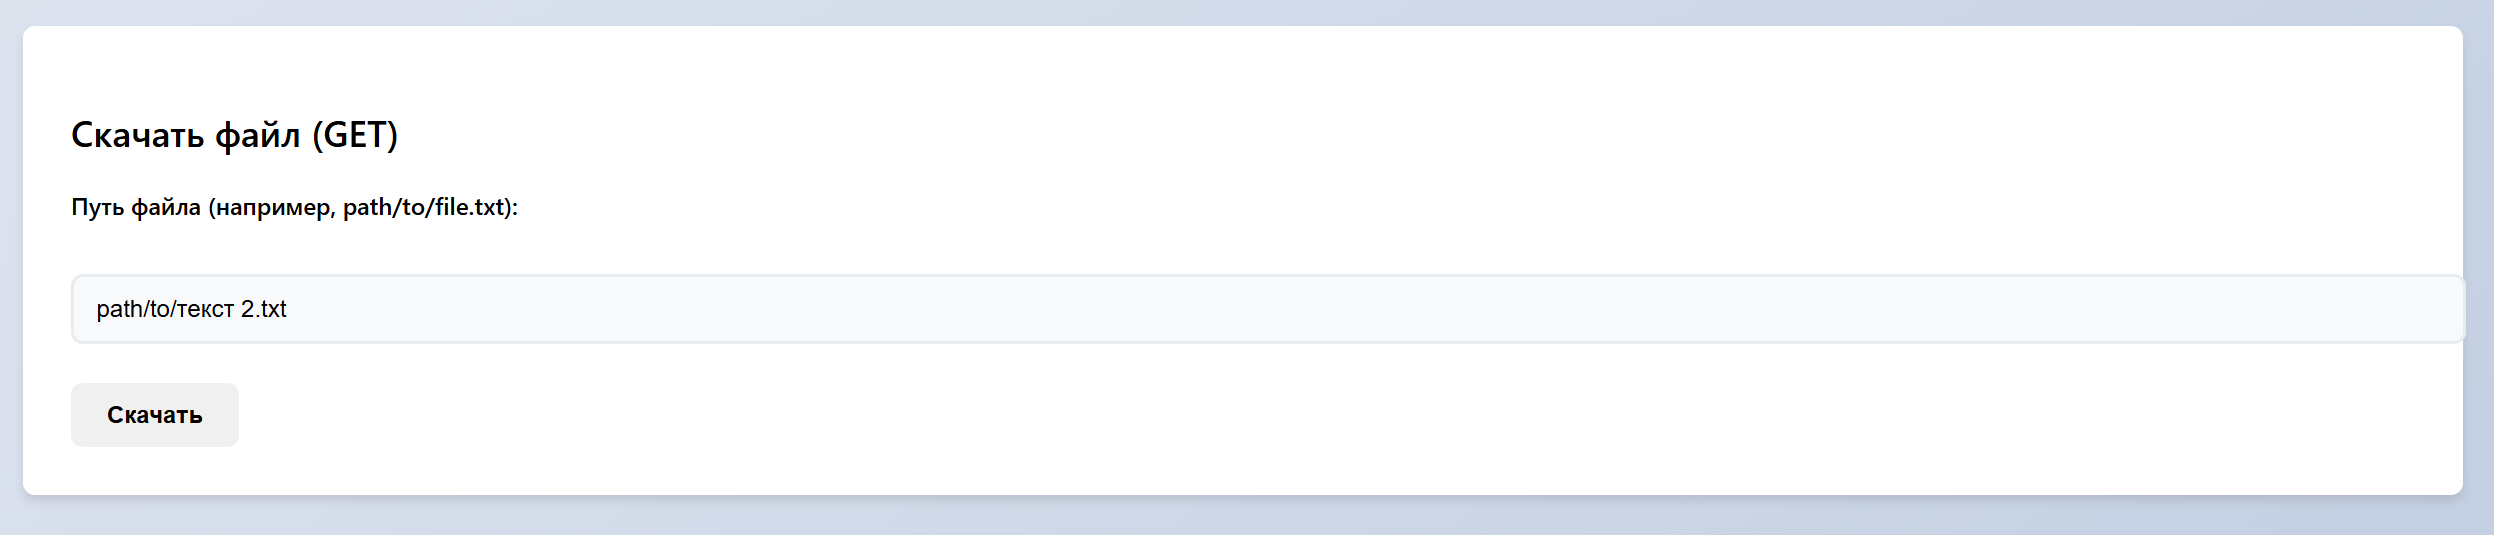 Скачать файл (GET)
Путь файла (например, path/to/file.txt):
path/to/текст 2.txt
Скачать